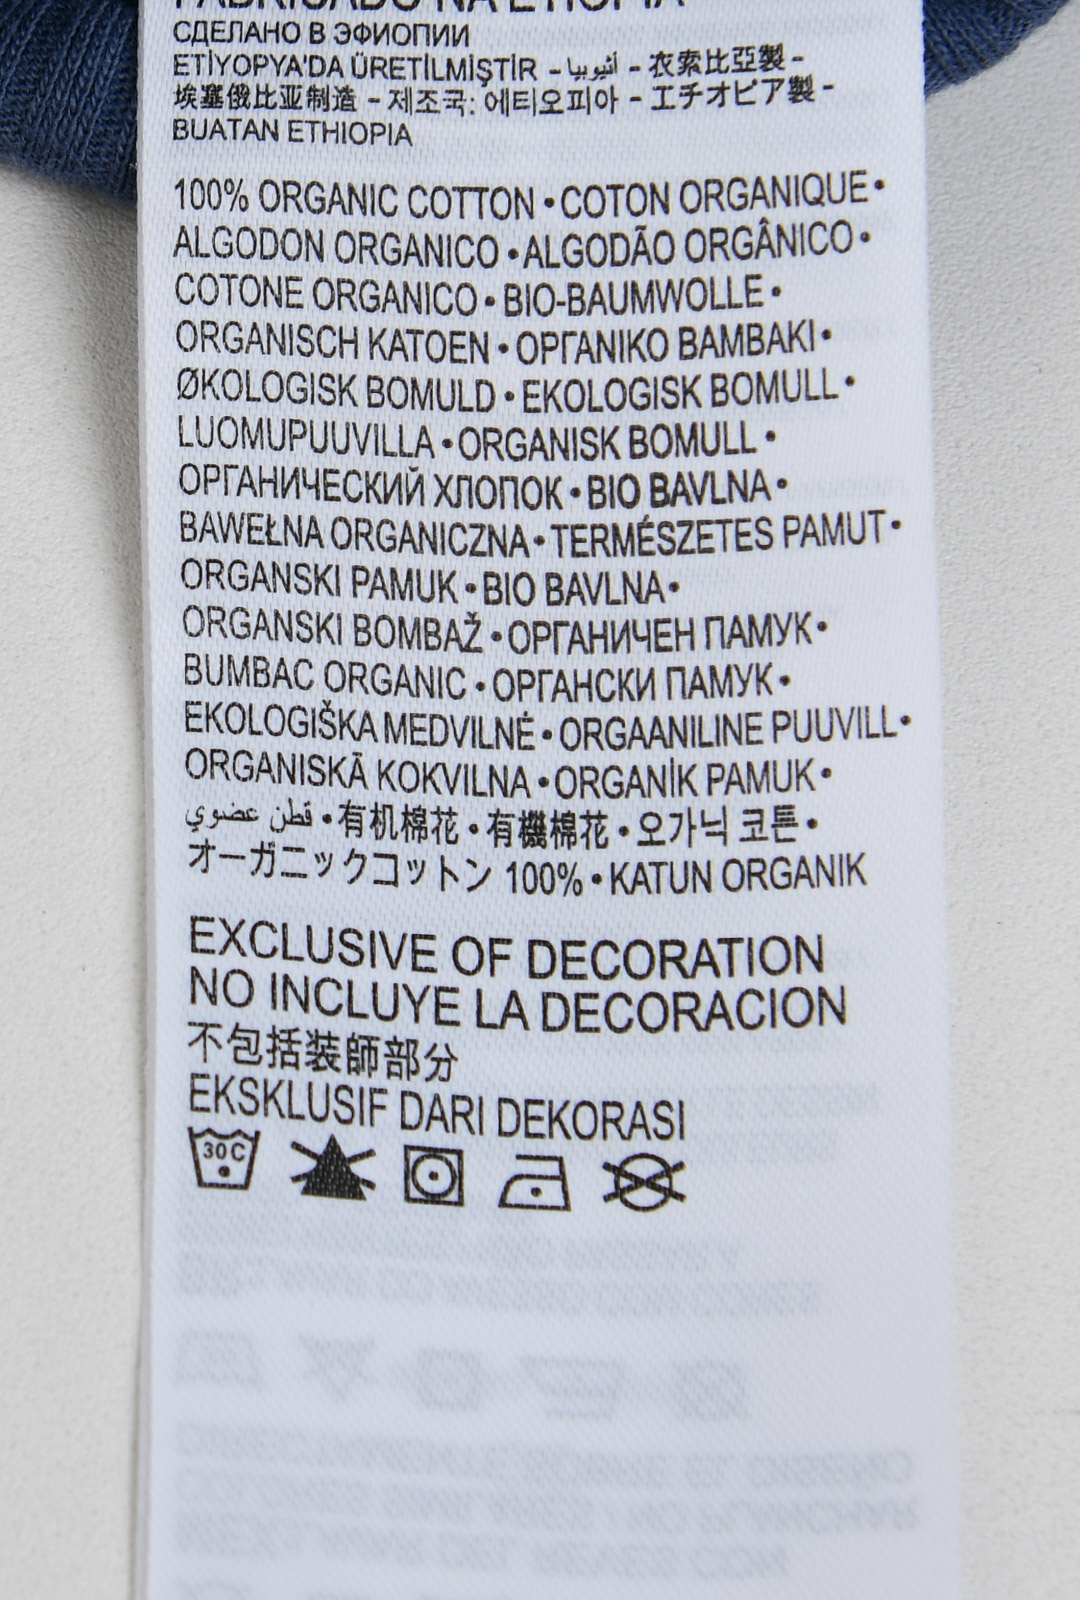 FABRICADO NA ETIOPIA
СДЕЛАНО В ЭФИОПИИ
ETİYOPYA'DA ÜRETİLMİŞTİR - أثيوبيا - 衣索比亞製 -
埃塞俄比亚制造 - 제조국: 에티오피아 - エチオピア製 -
BUATAN ETHIOPIA
100% ORGANIC COTTON • COTON ORGANIQUE •
ALGODON ORGANICO • ALGODÃO ORGÂNICO •
COTONE ORGANICO • BIO-BAUMWOLLE •
ORGANISCH KATOEN • ΟΡΓΑΝΙΚΟ ΒΑΜΒΑΚΙ •
ØKOLOGISK BOMULD • EKOLOGISK BOMULL •
LUOMUPUUVILLA • ORGANISK BOMULL •
ОРГАНИЧЕСКИЙ ХЛОПОК • BIO BAVLNA •
BAWEŁNA ORGANICZNA • TERMÉSZETES PAMUT •
ORGANSKI PAMUK • BIO BAVLNA •
ORGANSKI BOMBAŽ • ОРГАНИЧЕН ПАМУК •
BUMBAC ORGANIC • ОРГАНСКИ ПАМУК •
EKOLOGIŠKA MEDVILNĖ • ORGAANILINE PUUVILL •
ORGANISKĀ KOKVILNA • ORGANİK PAMUK •
قطن عضوي • 有机棉花 • 有機棉花 • 오가닉 코튼 •
オーガニックコットン 100% • KATUN ORGANIK
EXCLUSIVE OF DECORATION
NO INCLUYE LA DECORACION
不包括装師部分
EKSKLUSIF DARI DEKORASI
30C